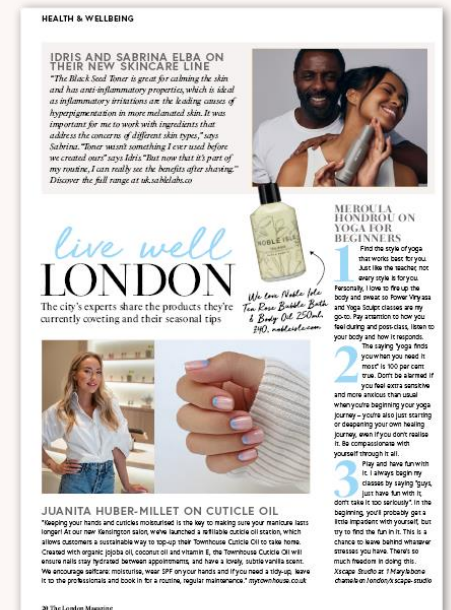 HEALTH & WELLBEING
IDRIS AND SABRINA ELBA ON
THEIR NEW SKINCARE LINE
"The Black Seed Toner is great for calming the skin
and has anti-inflammatory properties, which is ideal
as inflammatory irritations are the leading causes of
hyperpigmentation in more melanated skin. It was
important for me to work with ingredients that
address the concerns of different skin types," says
Sabrina. "Toner wasn't something I ever used before
we created ours" says Idris. "But now that it's part of
my routine, I can really see the benefits after shaving."
Discover the full range at uk.sablelabs.co
live well
LONDON
The city's experts share the products they're
currently coveting and their seasonal tips
NOBLE ISLE
We love Noble Isle
Tea Rose Bubble Bath
& Body Oil 250ml,
£40, nobleisle.com
MEROULA
HONDROU ON
YOGA FOR
BEGINNERS
1 Find the style of yoga
that works best for you.
Just like the teacher, not
every style is for you.
Personally, I love to fire up the
body and sweat so Power Vinyasa
and Yoga Sculpt classes are my
go-to. Pay attention to how you
feel during and post-class, listen to
your body and how it responds.
2 The saying "yoga finds
you when you need it
most" is 100 per cent
true. Don't be alarmed if
you feel extra sensitive
and more anxious than usual
when you're beginning your yoga
journey – you're also just starting
or deepening your own healing
journey, even if you don't realise
it. Be compassionate with
yourself through it all.
3 Play and have fun with
it. I always begin my
classes by saying "guys,
just have fun with it,
don't take it too seriously". In the
beginning, you'll probably get a
little impatient with yourself, but
try to find the fun in it. This is a
chance to leave behind whatever
stresses you have. There's so
much freedom in doing this.
Xscape Studio at 1 Marylebone
chateau
london/xscape-studio
JUANITA HUBER-MILLET ON CUTICLE OIL
"Keeping your hands and cuticles moisturised is the key to making sure your manicure lasts
longer! At our new Kensington salon, we've launched a refillable cuticle oil station, which
allows customers a sustainable way to top-up their Townhouse Cuticle Oil to take home.
Created with organic jojoba oil, coconut oil and vitamin E, the Townhouse Cuticle Oil will
ensure nails stay hydrated between appointments, and have a lovely, subtle vanilla scent.
We encourage selfcare: moisturise, wear SPF on your hands and if you need a tidy-up, leave
it to the professionals and book in for a routine, regular maintenance." mytownhouse.co.uk
20 The London Magazine